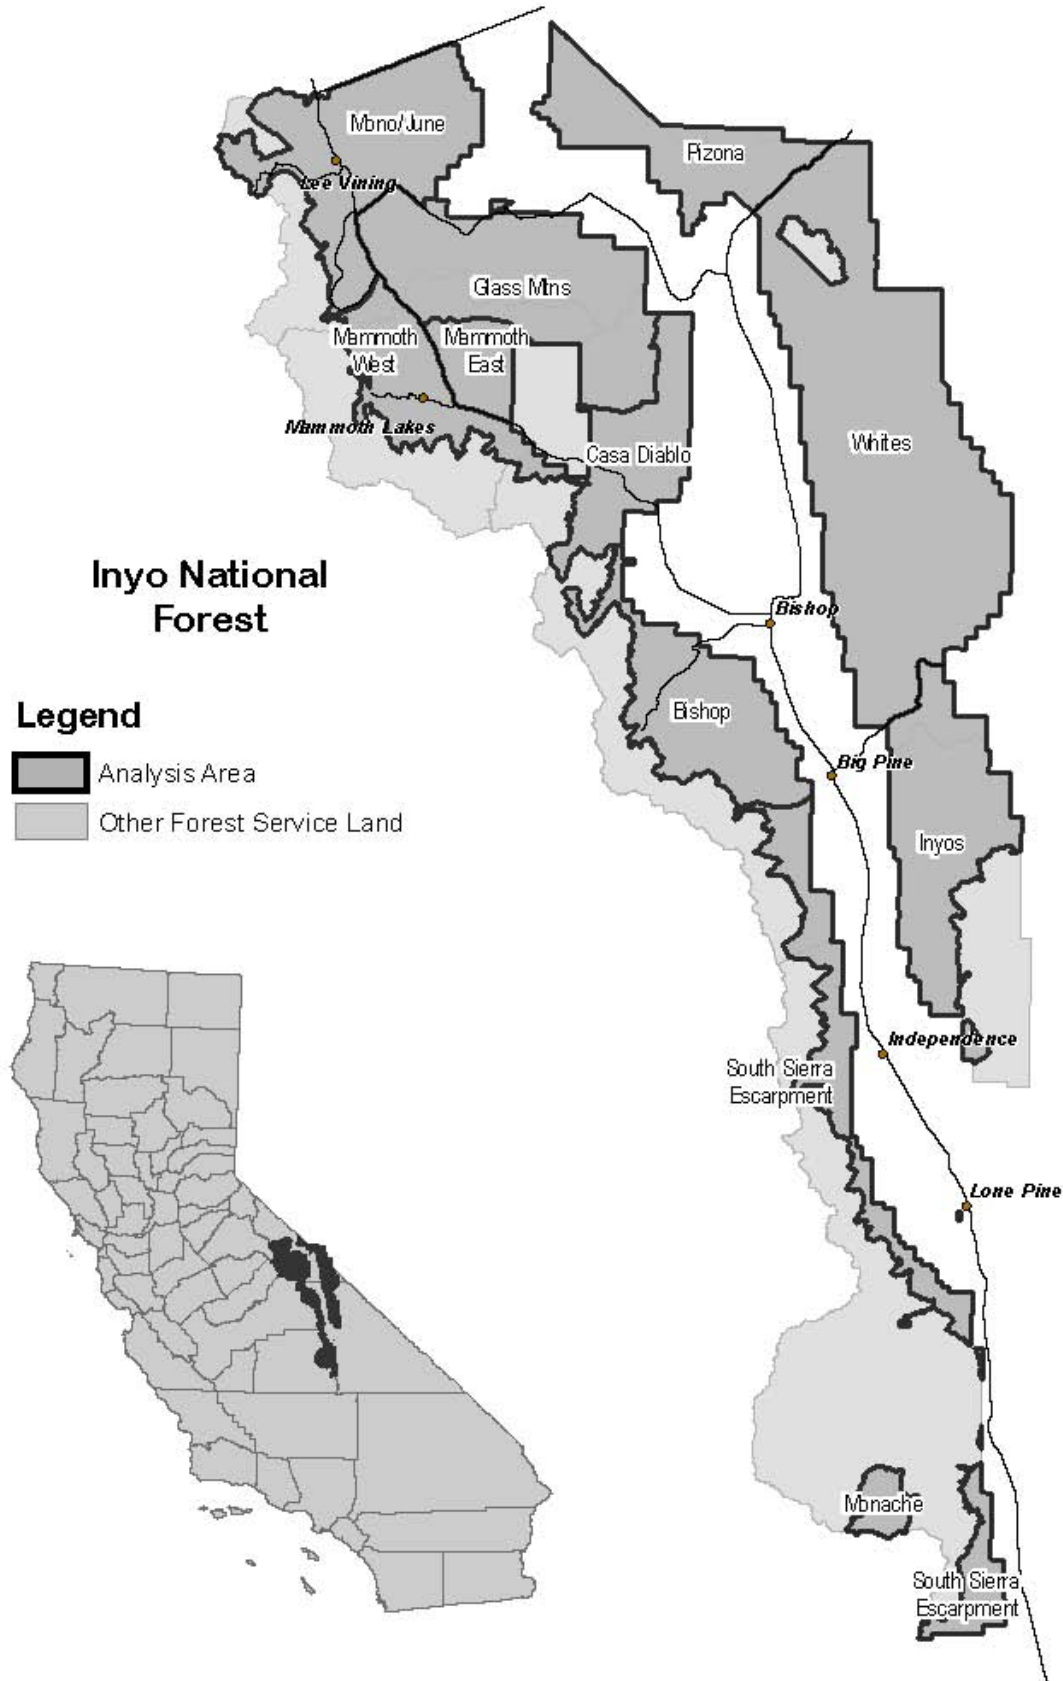 Mono/June
Pizona
Lee Vining
Glass Mtns
Mammoth
West
Mammoth
East
Mammoth Lakes
Casa Diablo
Whites
Inyo National
Forest
Bishop
Legend
Bishop
Analysis Area
Big Pine
Other Forest Service Land
Inyos
Independence
South Sierra
Escarpment
Lone Pine
Monache
South Sierra
Escarpment